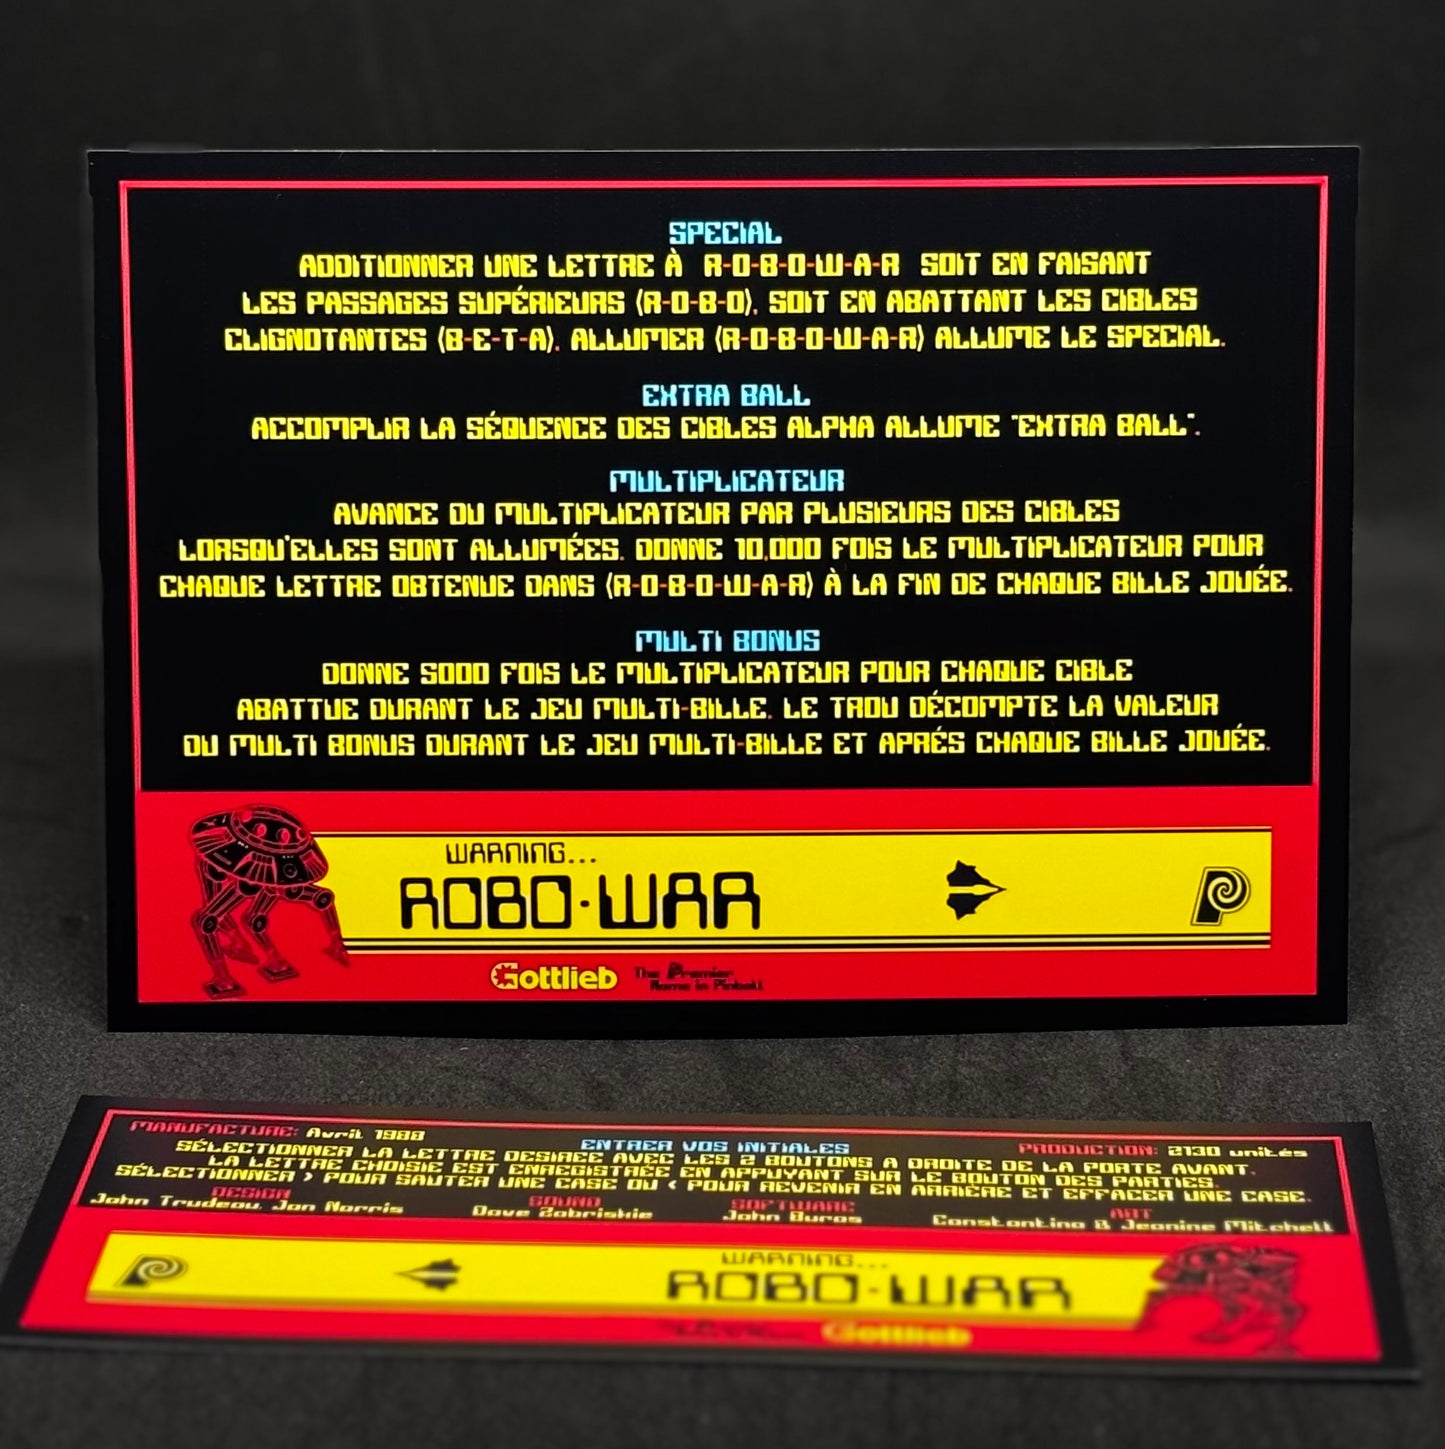 SPECIAL
ADDITIONNER UNE LETTRE À R-O-B-O-W-A-R SOIT EN FAISANT
LES PASSAGES SUPÉRIEURS (R-O-B-O), SOIT EN ABATTANT LES CIBLES
CLIGNOTANTES (B-E-T-A). ALLUMER (R-O-B-O-W-A-R) ALLUME LE SPECIAL.
EXTRA BALL
ACCOMPLIR LA SÉQUENCE DES CIBLES ALPHA ALLUME "EXTRA BALL".
MULTIPLICATEUR
AVANCE DU MULTIPLICATEUR PAR PLUSIEURS DES CIBLES
LORSQU'ELLES SONT ALLUMÉES. DONNE 10,000 FOIS LE MULTIPLICATEUR POUR
CHAQUE LETTRE OBTENUE DANS (R-O-B-O-W-A-R) À LA FIN DE CHAQUE BILLE JOUÉE.
MULTI BONUS
DONNE 5000 FOIS LE MULTIPLICATEUR POUR CHAQUE CIBLE
ABATTUE DURANT LE JEU MULTI-BILLE. LE TROU DÉCOMPTE LA VALEUR
DU MULTI BONUS DURANT LE JEU MULTI-BILLE ET APRÉS CHAQUE BILLE JOUÉE.
WARNING...
ROBO·WAR
Gottlieb The Premier
Name in Pinball
MANUFACTURE: Avril 1988 ENTRER VOS INITIALES PRODUCTION: 2130 unités
SÉLECTIONNER LA LETTRE DESIREE AVEC LES 2 BOUTONS A DROITE DE LA PORTE AVANT.
LA LETTRE CHOISIE EST ENREGISTRÉE EN APPUYANT SUR LE BOUTON DES PARTIES.
SÉLECTIONNER > POUR SAUTER UNE CASE OU < POUR REVENIR EN ARRIÈRE ET EFFACER UNE CASE.
DESIGN SOUND SOFTWARE ART
John Trudeau, Jon Norris Dave Zabriskie John Buras Constantino & Jeanine Mitchell
WARNING...
ROBO·WAR
Gottlieb